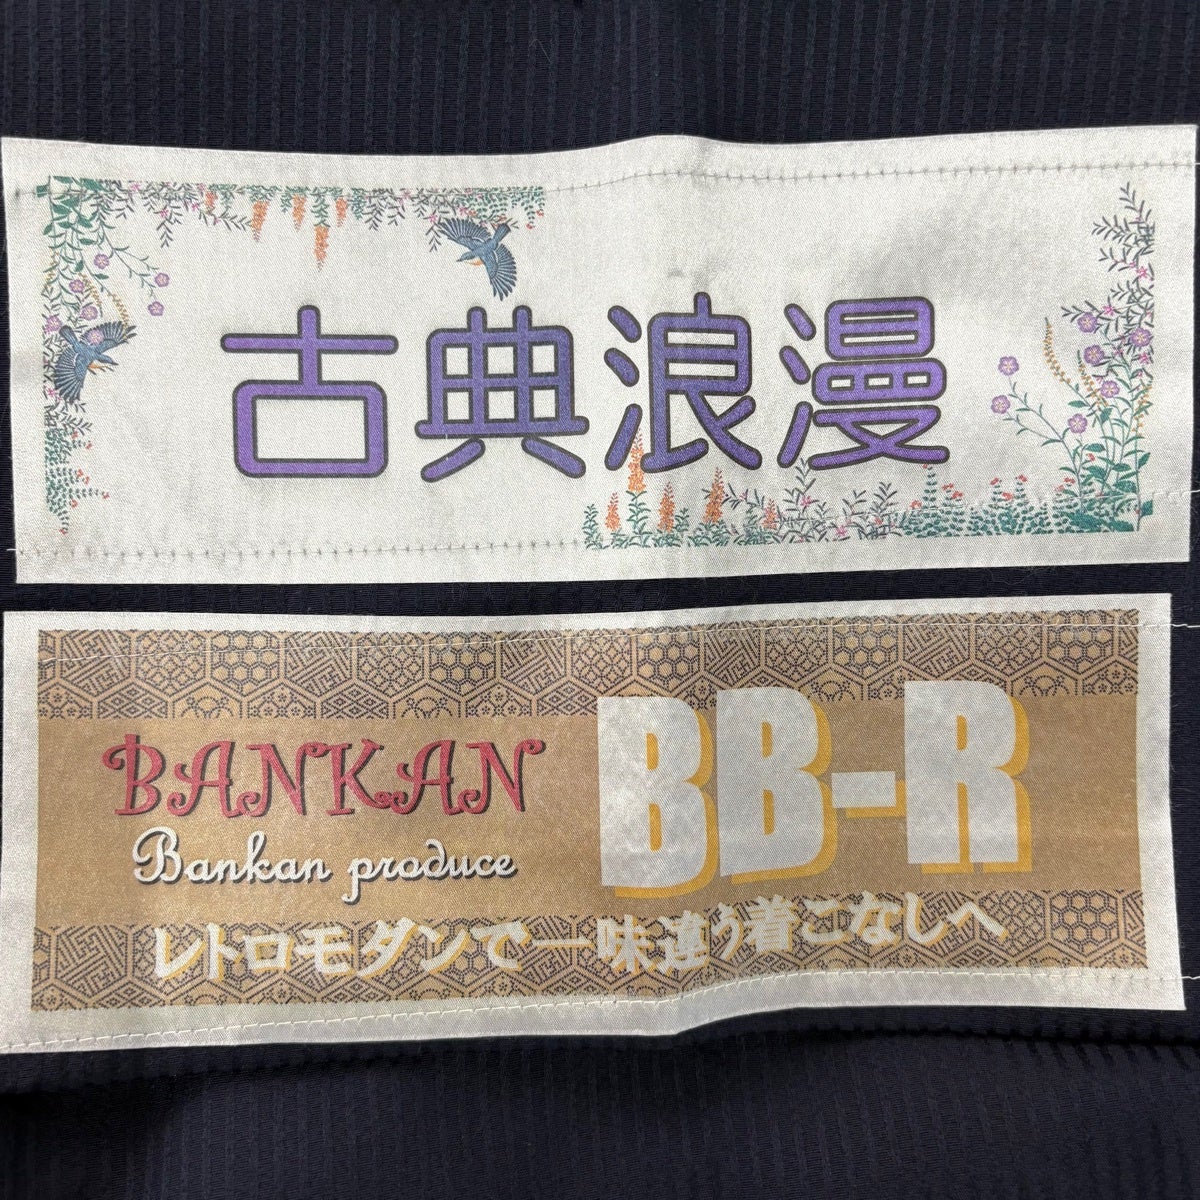 古典浪漫
BANKAN
Bankan produce
BB-R
レトロモダンで一味違う着こなしへ